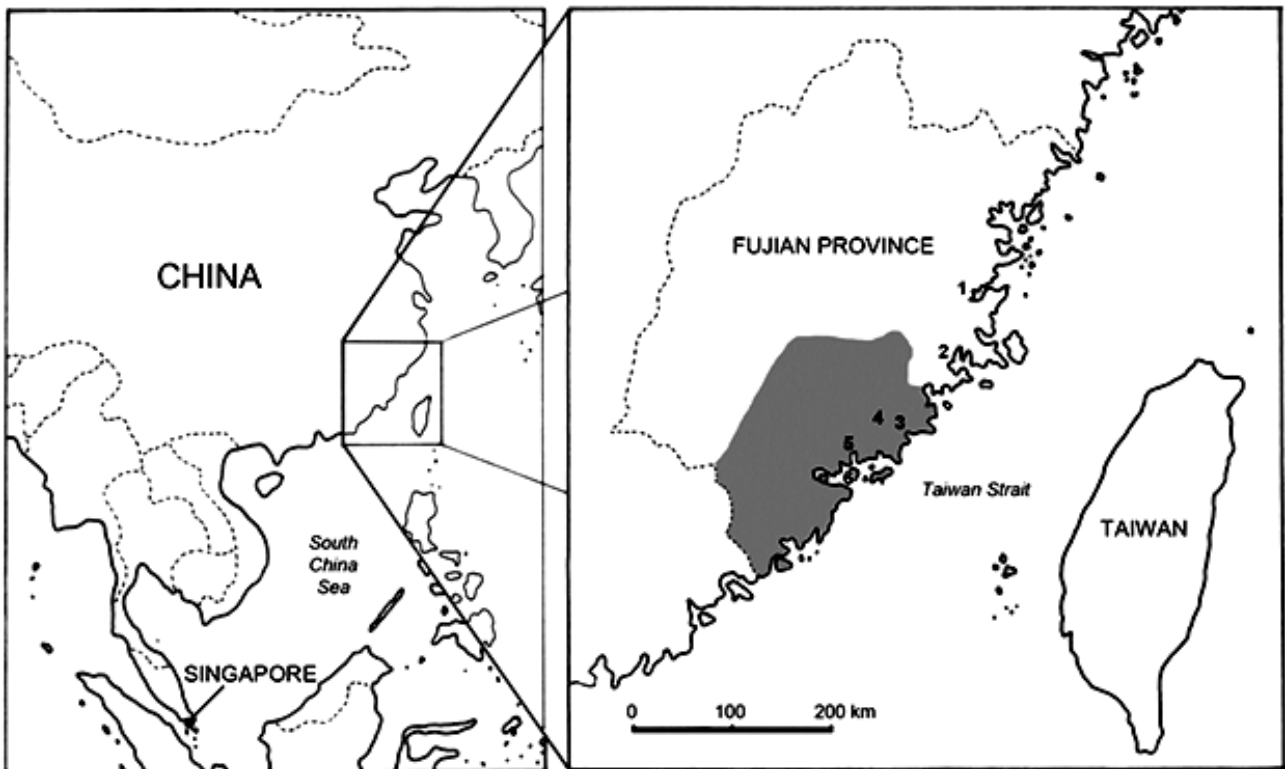 CHINA
South
China
Sea
SINGAPORE
FUJIAN PROVINCE
1
2
4
3
5
Taiwan Strait
TAIWAN
0 100 200 km